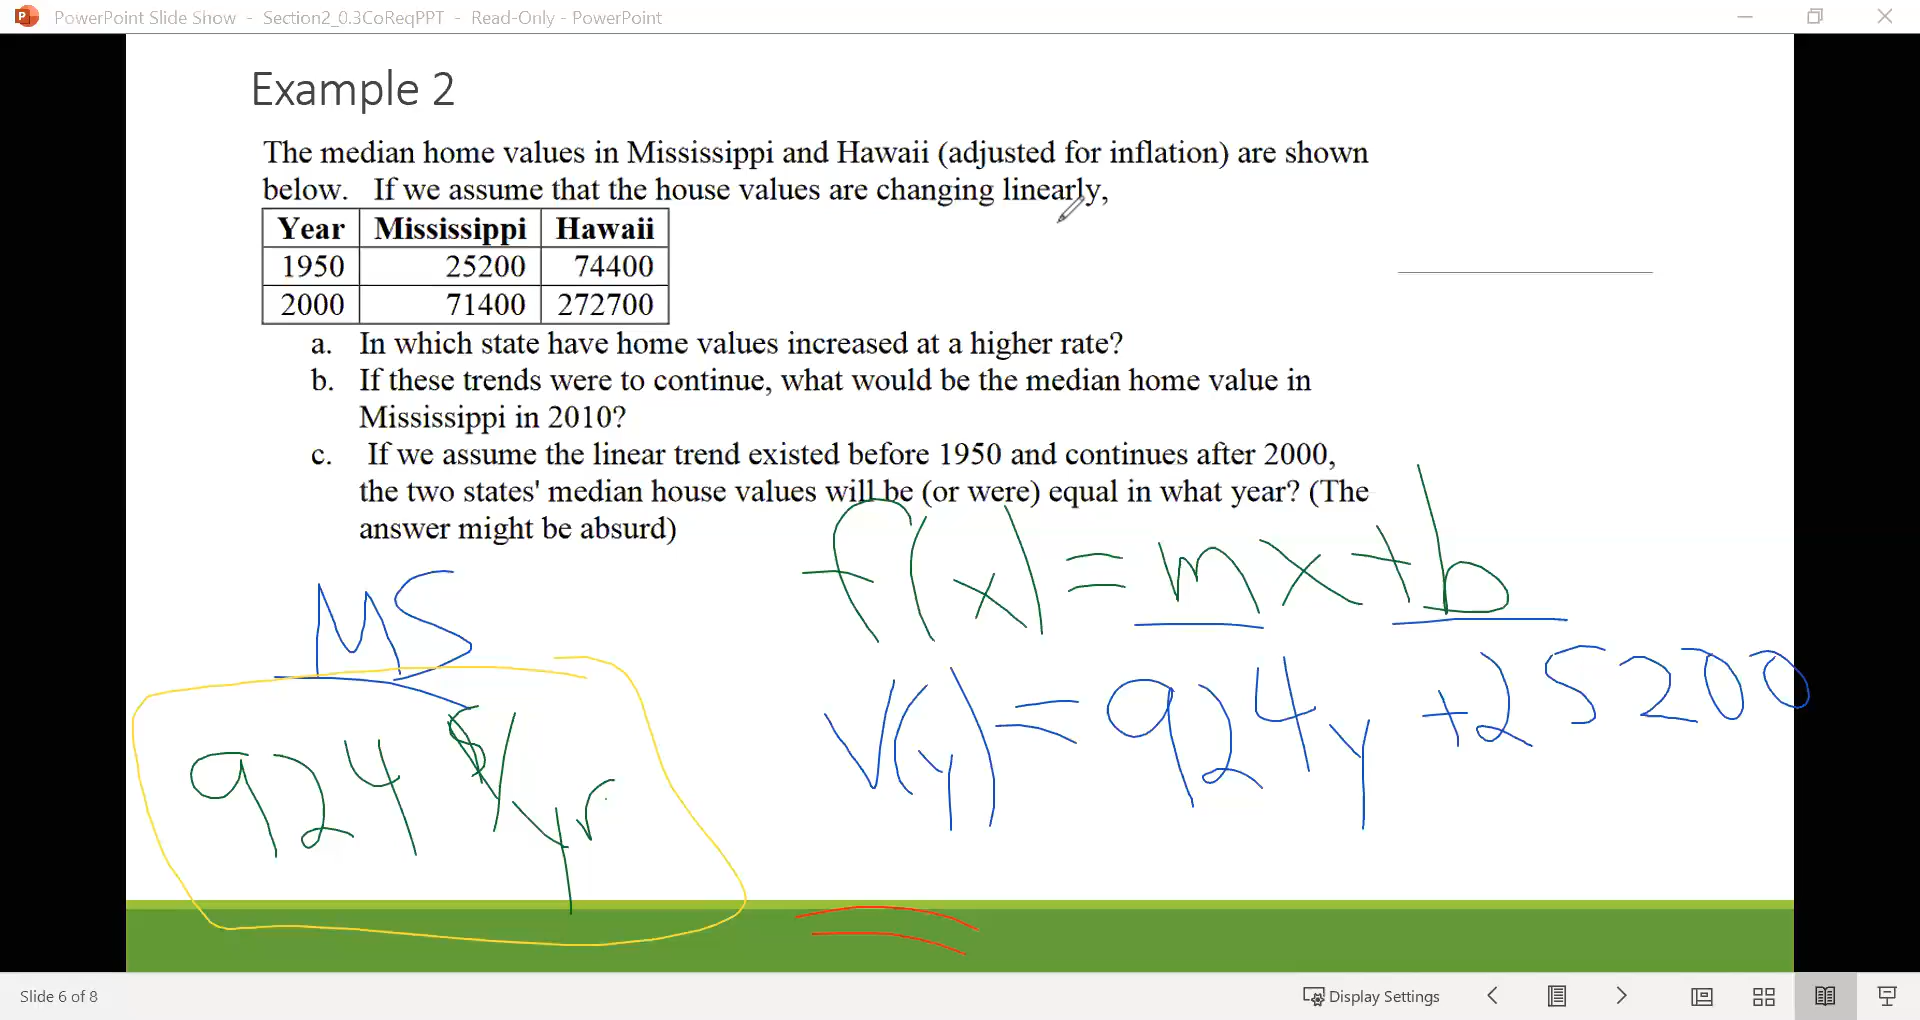 PowerPoint Slide Show - Section2_0.3CoReqPPT - Read-Only - PowerPoint
Example 2
The median home values in Mississippi and Hawaii (adjusted for inflation) are shown
below. If we assume that the house values are changing linearly,
Year Mississippi Hawaii
1950 25200 74400
2000 71400 272700
a. In which state have home values increased at a higher rate?
b. If these trends were to continue, what would be the median home value in
Mississippi in 2010?
c. If we assume the linear trend existed before 1950 and continues after 2000,
the two states' median house values will be (or were) equal in what year? (The
answer might be absurd)
f(x) = mx + b
MS
V(y) = 924y + 25200
924 $/yr
Slide 6 of 8
Display Settings